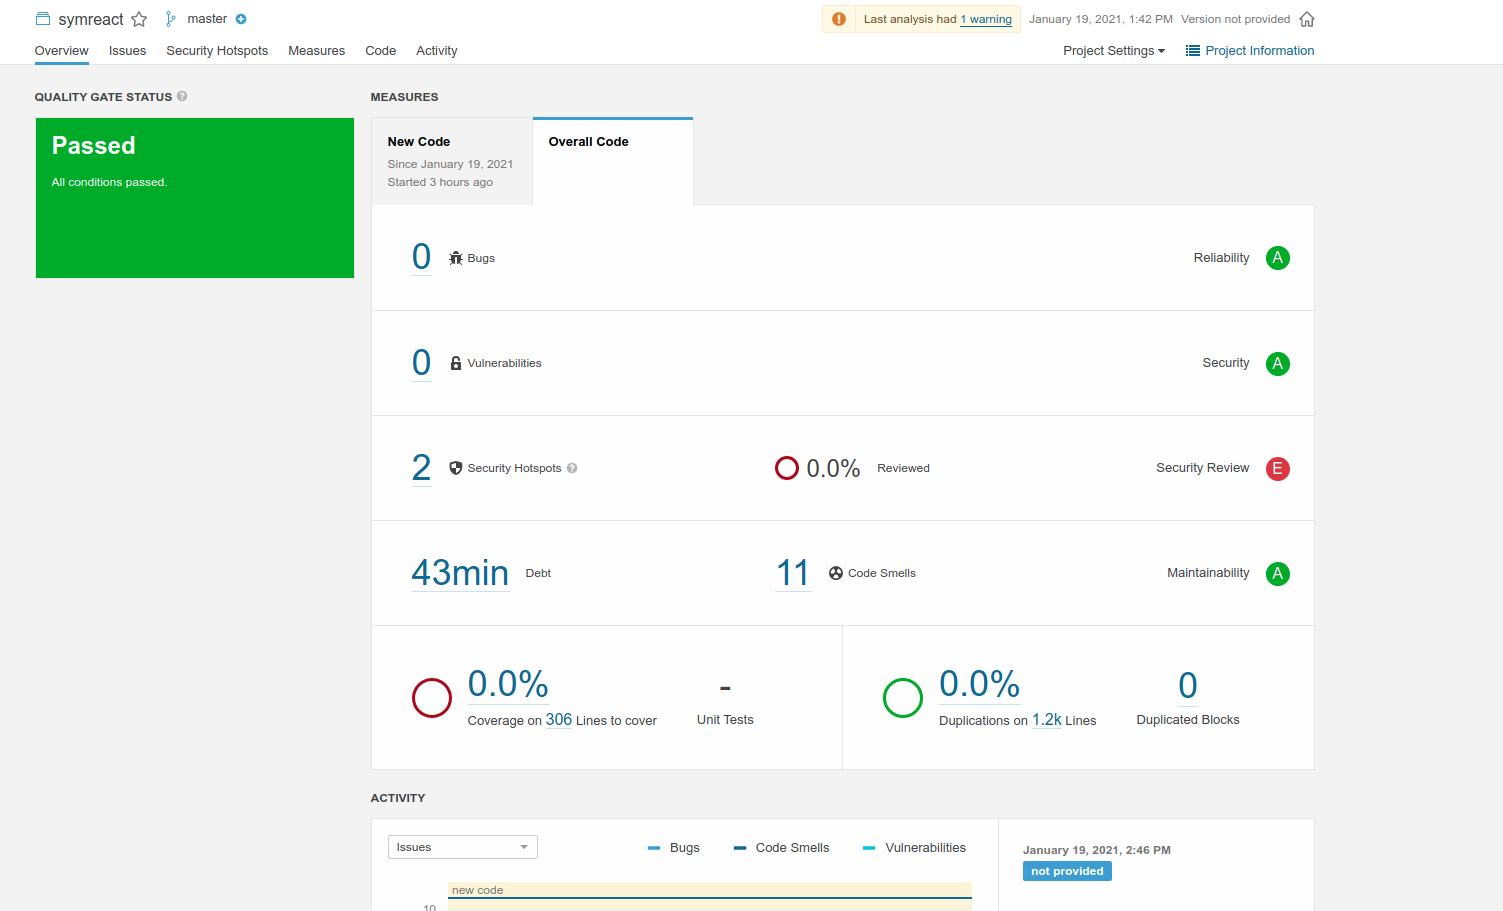 symreact master
Last analysis had 1 warning January 19, 2021, 1:42 PM Version not provided
Overview Issues Security Hotspots Measures Code Activity
Project Settings Project Information
QUALITY GATE STATUS ?
Passed
All conditions passed.
MEASURES
New Code
Since January 19, 2021
Started 3 hours ago
Overall Code
0 Bugs Reliability A
0 Vulnerabilities Security A
2 Security Hotspots ? 0.0% Reviewed Security Review E
43min Debt 11 Code Smells Maintainability A
0.0%
Coverage on 306 Lines to cover
-
Unit Tests
0.0%
Duplications on 1.2k Lines
0
Duplicated Blocks
ACTIVITY
Issues
Bugs Code Smells Vulnerabilities
new code
10
January 19, 2021, 2:46 PM
not provided